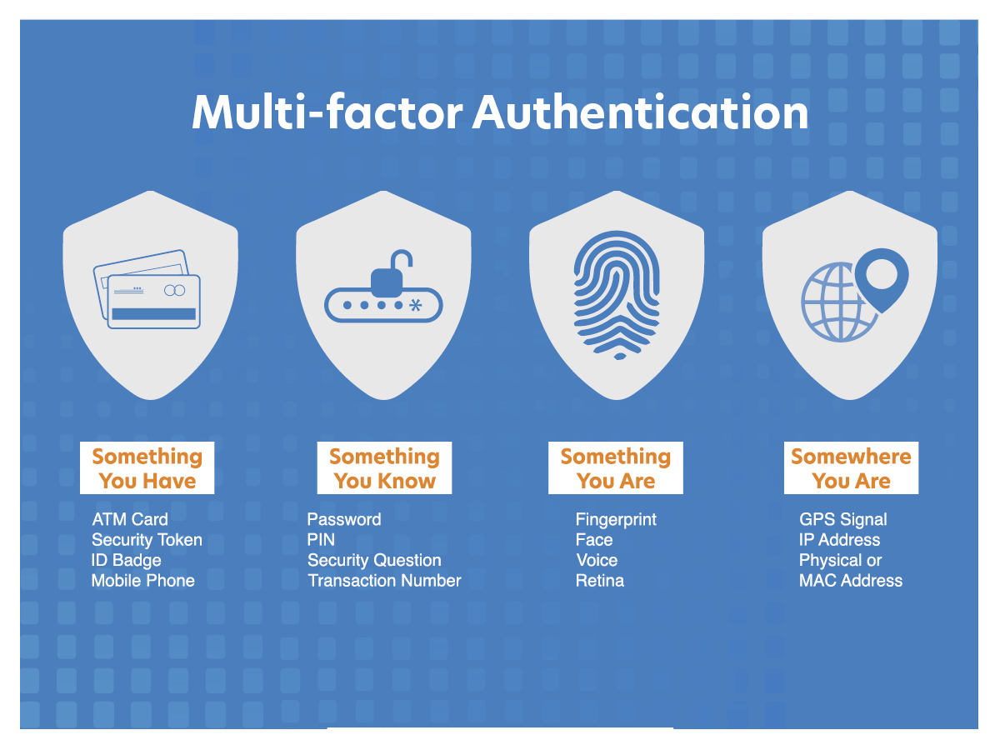 Multi-factor Authentication
Something
You Have
ATM Card
Security Token
ID Badge
Mobile Phone
Something
You Know
Password
PIN
Security Question
Transaction Number
Something
You Are
Fingerprint
Face
Voice
Retina
Somewhere
You Are
GPS Signal
IP Address
Physical or
MAC Address